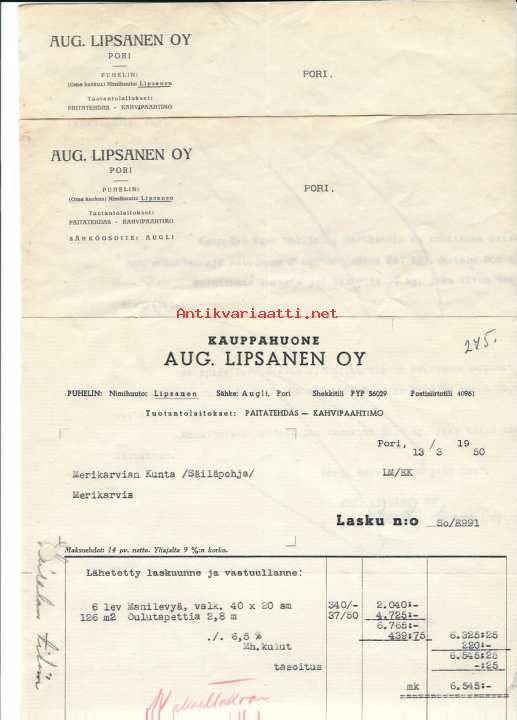 AUG. LIPSANEN OY
PORI
PUHELIN:
(Oma keskus) Nimihuuto: Lipsanen
Tuotantolaitokset:
PAITATEHDAS - KAHVIPAAHTIMO
PORI.
AUG. LIPSANEN OY
PORI
PUHELIN:
(Oma keskus) Nimihuuto: Lipsanen
Tuotantolaitokset:
PAITATEHDAS - KAHVIPAAHTIMO
SÄHKÖOSOITE: AUGLI
PORI.
Antikvariaatti.net
KAUPPAHUONE
AUG. LIPSANEN OY
245.
PUHELIN: Nimihuuto: Lipsanen Sähke: Augli, Pori Shekkitili PYP 56029 Postisiirtotili 40961
Tuotantolaitokset: PAITATEHDAS — KAHVIPAAHTIMO
Pori, 13/3 1950
Merikarvian Kunta /Säiläpohja/
LM/EK
Merikarvia
Lasku n:o So/8991
Maksuehdot: 14 pv. netto. Yliajalta 9 %:n korko.
Lähetetty laskuunne ja vastuullanne:
6 lev Manilevyä, valk. 40 x 20 sm 340/- 2.040:-
126 m2 Oulutapettia 2,8 m 37/50 4.725:-
6.765:-
./. 6,5 % 439:75 6.325:25
Mh.kulut 220:-
6.545:25
tasoitus -:25
mk 6.545:-